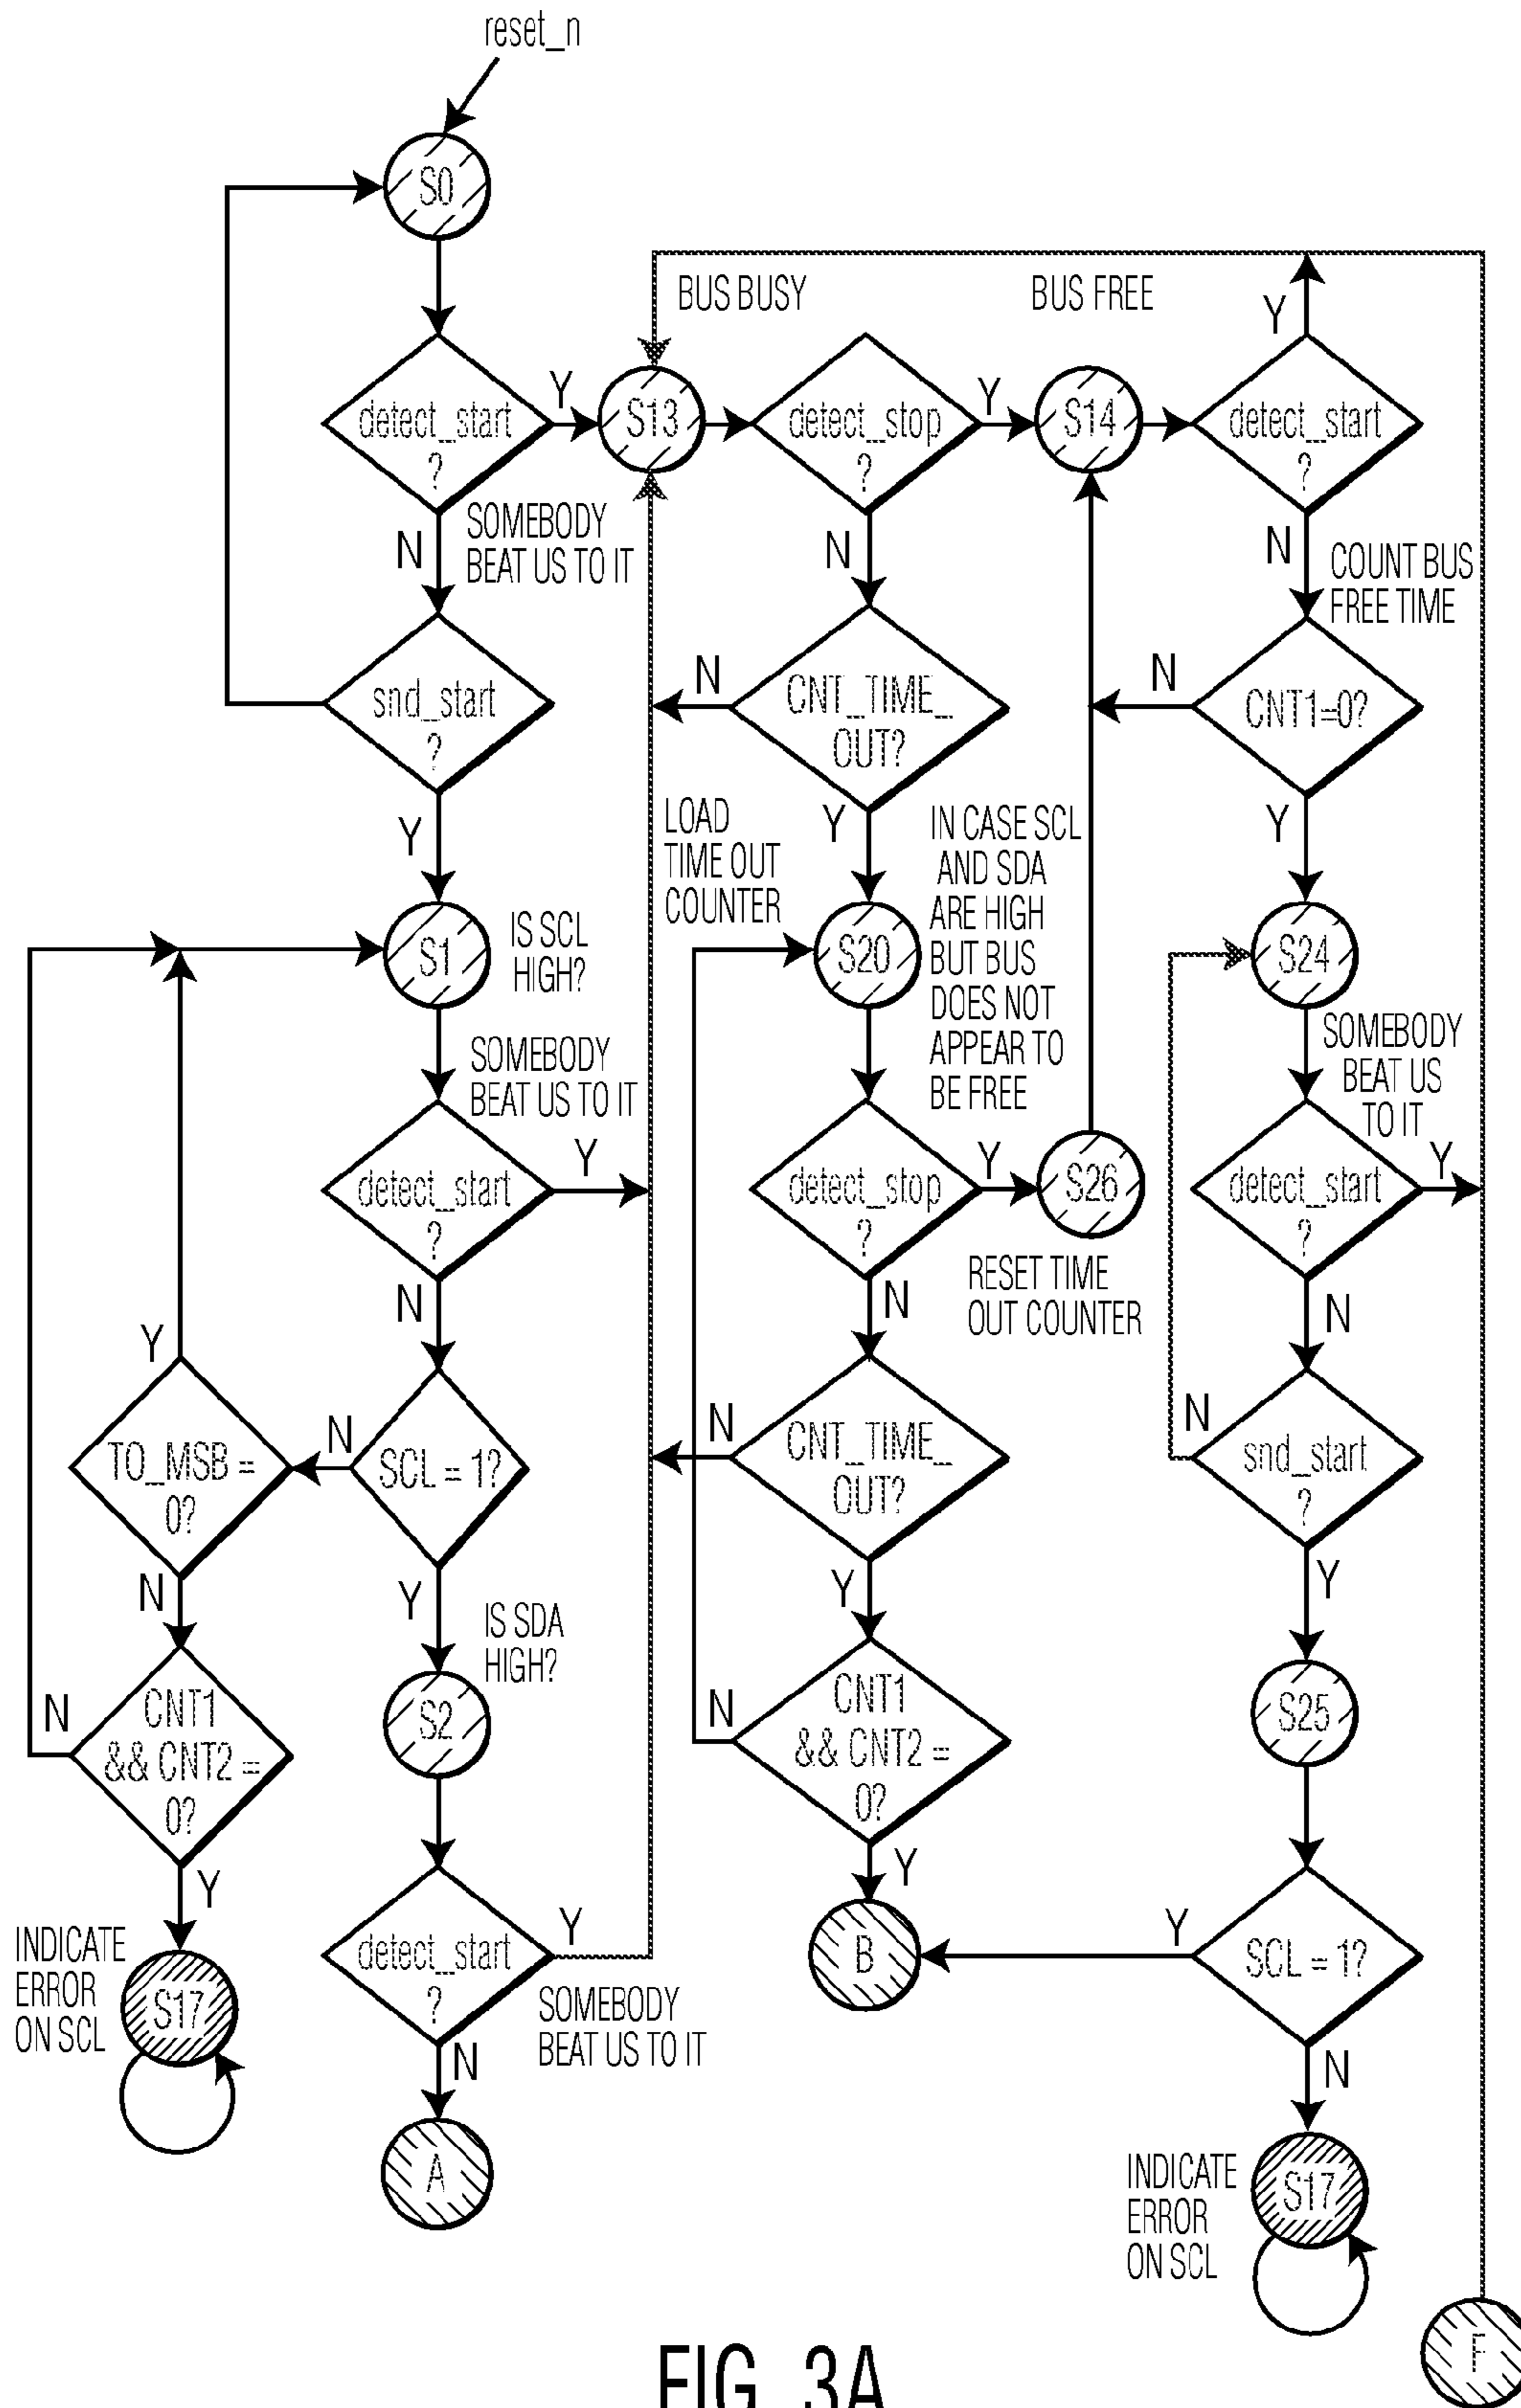 reset_n
S0
BUS BUSY
BUS FREE
Y
detect_start
?
Y
S13
detect_stop
?
Y
S14
detect_start
?
N
SOMEBODY
BEAT US TO IT
N
N
COUNT BUS
FREE TIME
snd_start
?
N
CNT_TIME_
OUT?
N
CNT1=0?
Y
LOAD
TIME OUT
COUNTER
Y
IN CASE SCL
AND SDA
ARE HIGH
BUT BUS
DOES NOT
APPEAR TO
BE FREE
Y
S1
IS SCL
HIGH?
S20
S24
SOMEBODY
BEAT US TO IT
SOMEBODY
BEAT US
TO IT
detect_start
?
Y
detect_stop
?
Y
S26
detect_start
?
Y
RESET TIME
OUT COUNTER
N
N
N
Y
TO_MSB =
0?
N
SCL = 1?
N
CNT_TIME_
OUT?
N
snd_start
?
N
Y
IS SDA
HIGH?
Y
Y
N
CNT1
&& CNT2 =
0?
S2
N
CNT1
&& CNT2 =
0?
S25
Y
Y
INDICATE
ERROR
ON SCL
S17
detect_start
?
Y
SOMEBODY
BEAT US TO IT
B
Y
SCL = 1?
N
N
A
INDICATE
ERROR
ON SCL
S17
F
FIG. 3A